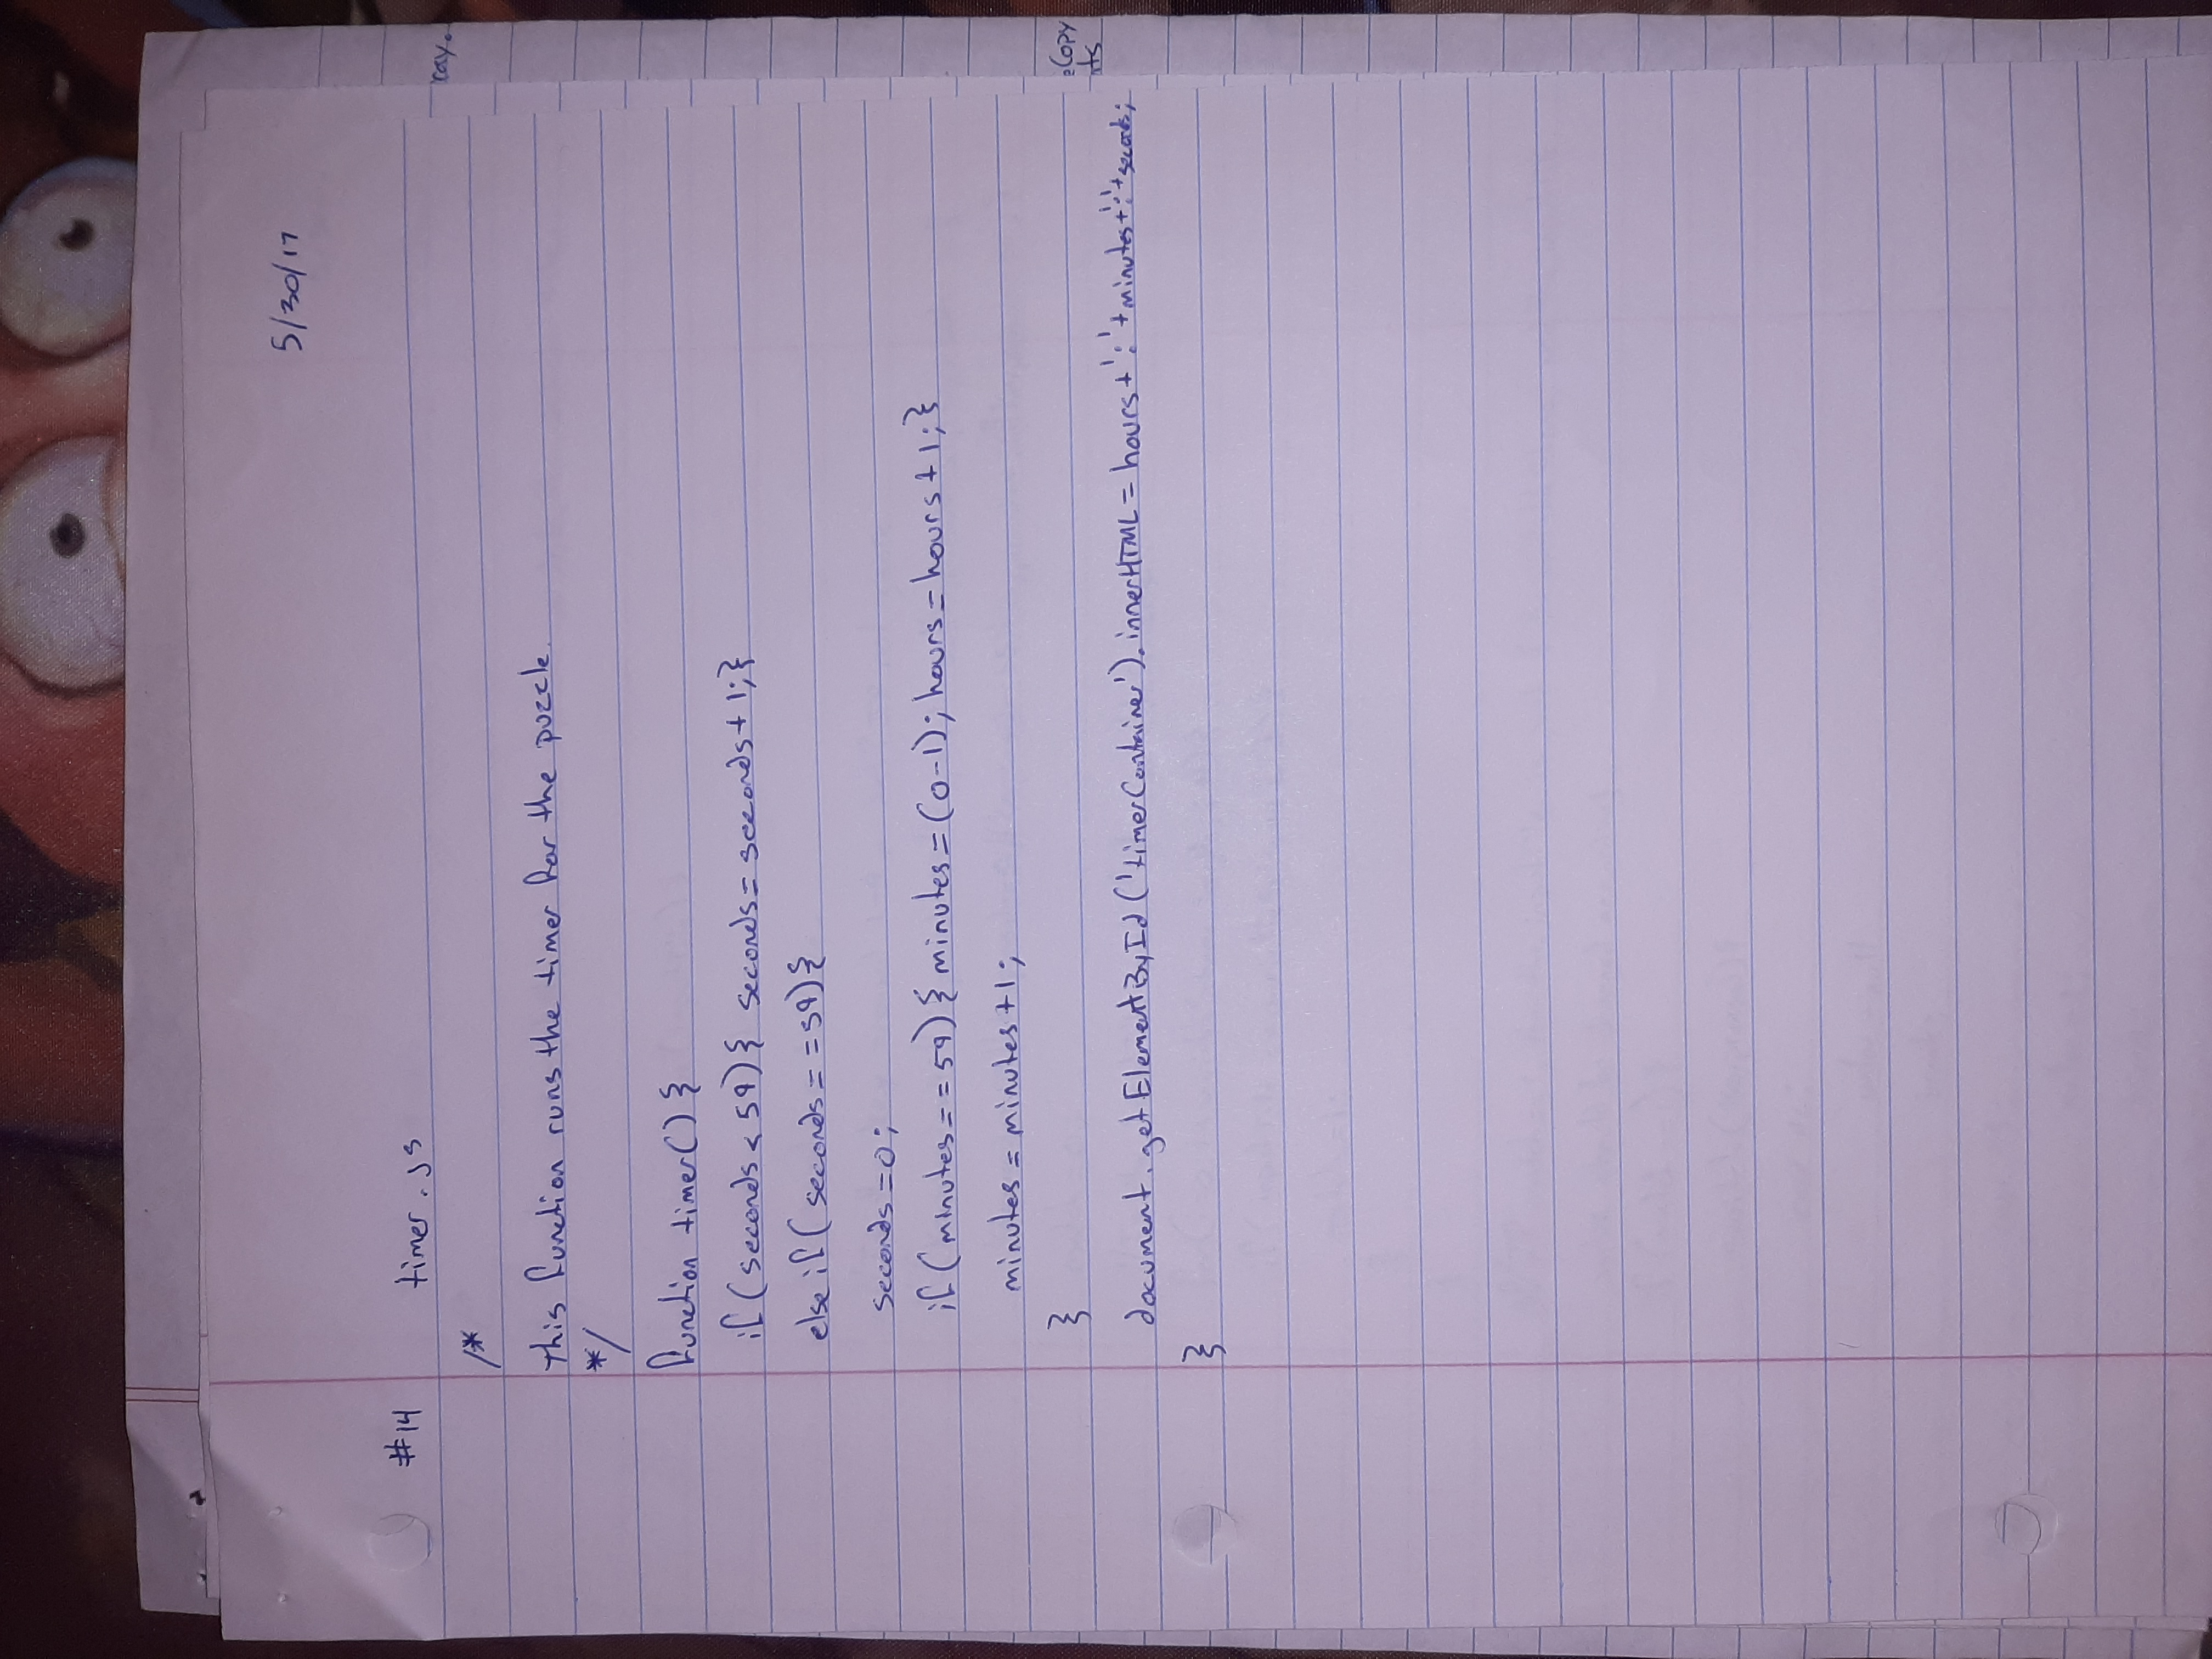 5/30/17
#14 timer.js
/*
This function runs the timer for the puzzle.
*/
function timer() {
if (seconds < 59) { seconds = seconds + 1; }
else if ( seconds = = 59) {
seconds = 0;
if (minutes = = 59) { minutes = (0-1); hours = hours + 1; }
minutes = minutes + 1;
}
document.getElementById ('timerContainer').innerHTML = hours + ':' + minutes + ':' + seconds;
}
Copy